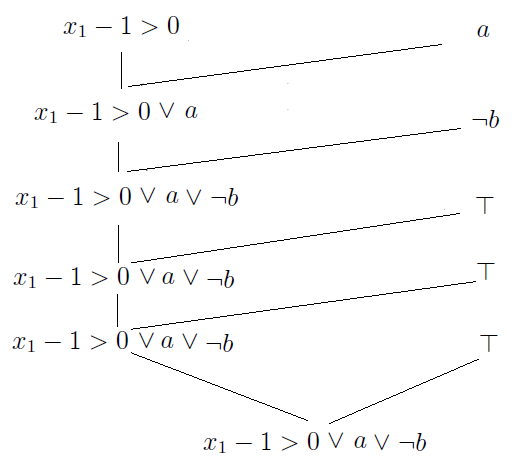 x₁ − 1 > 0 a
x₁ − 1 > 0 ∨ a
¬b
x₁ − 1 > 0 ∨ a ∨ ¬b
⊤
x₁ − 1 > 0 ∨ a ∨ ¬b
⊤
x₁ − 1 > 0 ∨ a ∨ ¬b
⊤
x₁ − 1 > 0 ∨ a ∨ ¬b